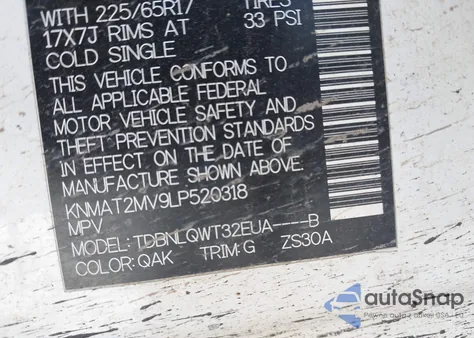 WITH 225/65R17 TIRES
17X7J RIMS AT 33 PSI
COLD SINGLE
THIS VEHICLE CONFORMS TO
ALL APPLICABLE FEDERAL
MOTOR VEHICLE SAFETY AND
THEFT PREVENTION STANDARDS
IN EFFECT ON THE DATE OF
MANUFACTURE SHOWN ABOVE.
KNMAT2MV9LP520318
MPV
MODEL: TDBNLQWT32EUA----B
COLOR: QAK TRIM:G ZS30A
autaSnap